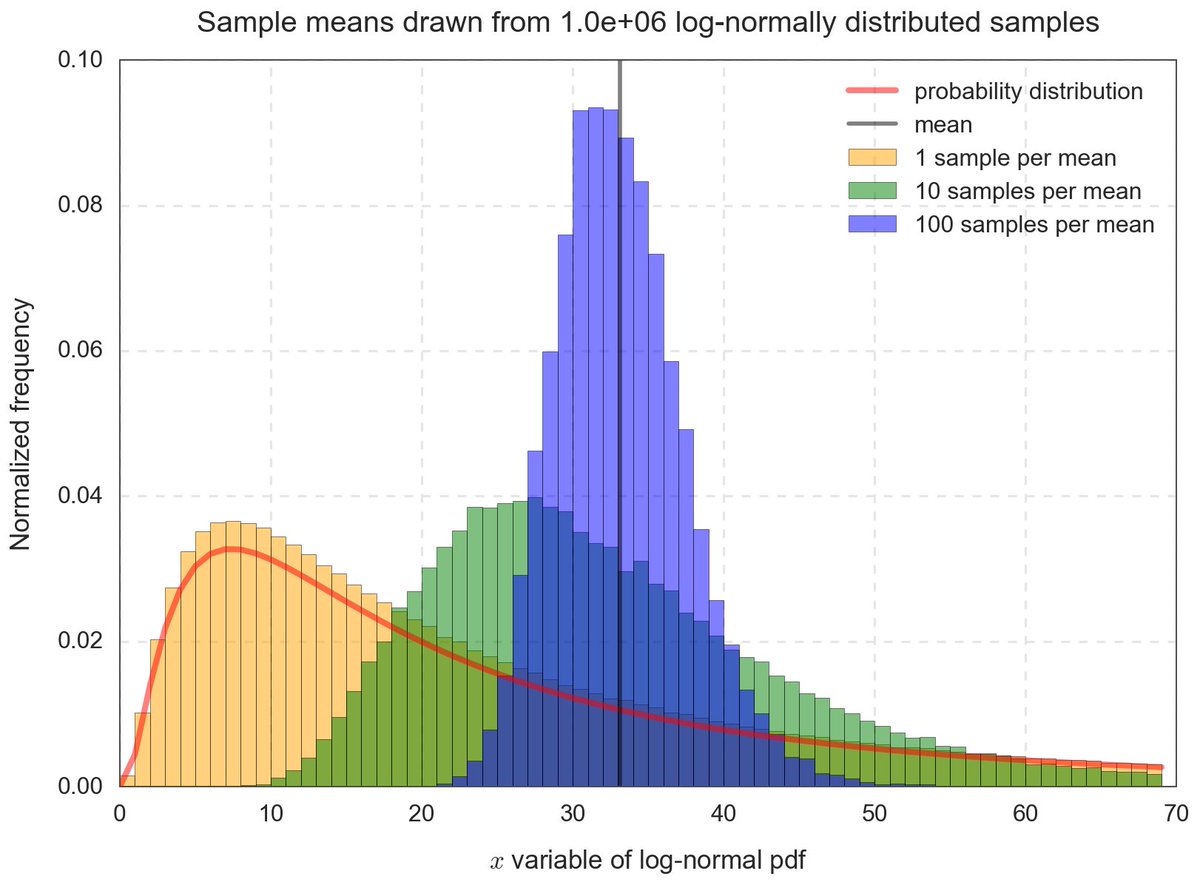 Sample means drawn from 1.0e+06 log-normally distributed samples
0.10
0.08
0.06
0.04
0.02
0.00
Normalized frequency
probability distribution
mean
1 sample per mean
10 samples per mean
100 samples per mean
0 10 20 30 40 50 60 70
x variable of log-normal pdf